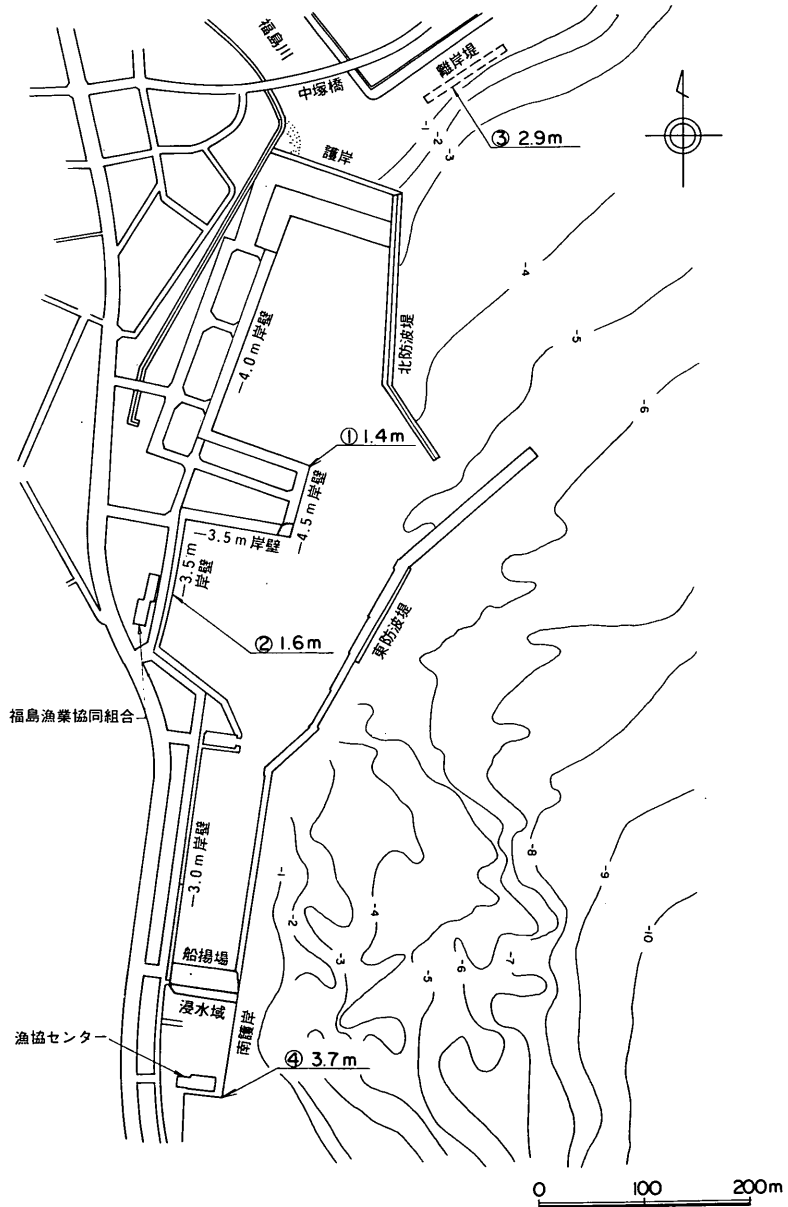 福島川
中塚橋
離岸堤
③ 2.9m
護岸
-1
-2
-3
-4
-5
-6
北防波堤
-4.0m岸壁
① 1.4m
-4.5m岸壁
-3.5m岸壁
-3.5m
岸壁
② 1.6m
東防波堤
福島漁業協同組合
-3.0m岸壁
-1
-2
-3
-4
-5
-6
-7
-8
-9
-10
船揚場
浸水域
南護岸
漁協センター
④ 3.7m
0 100 200m